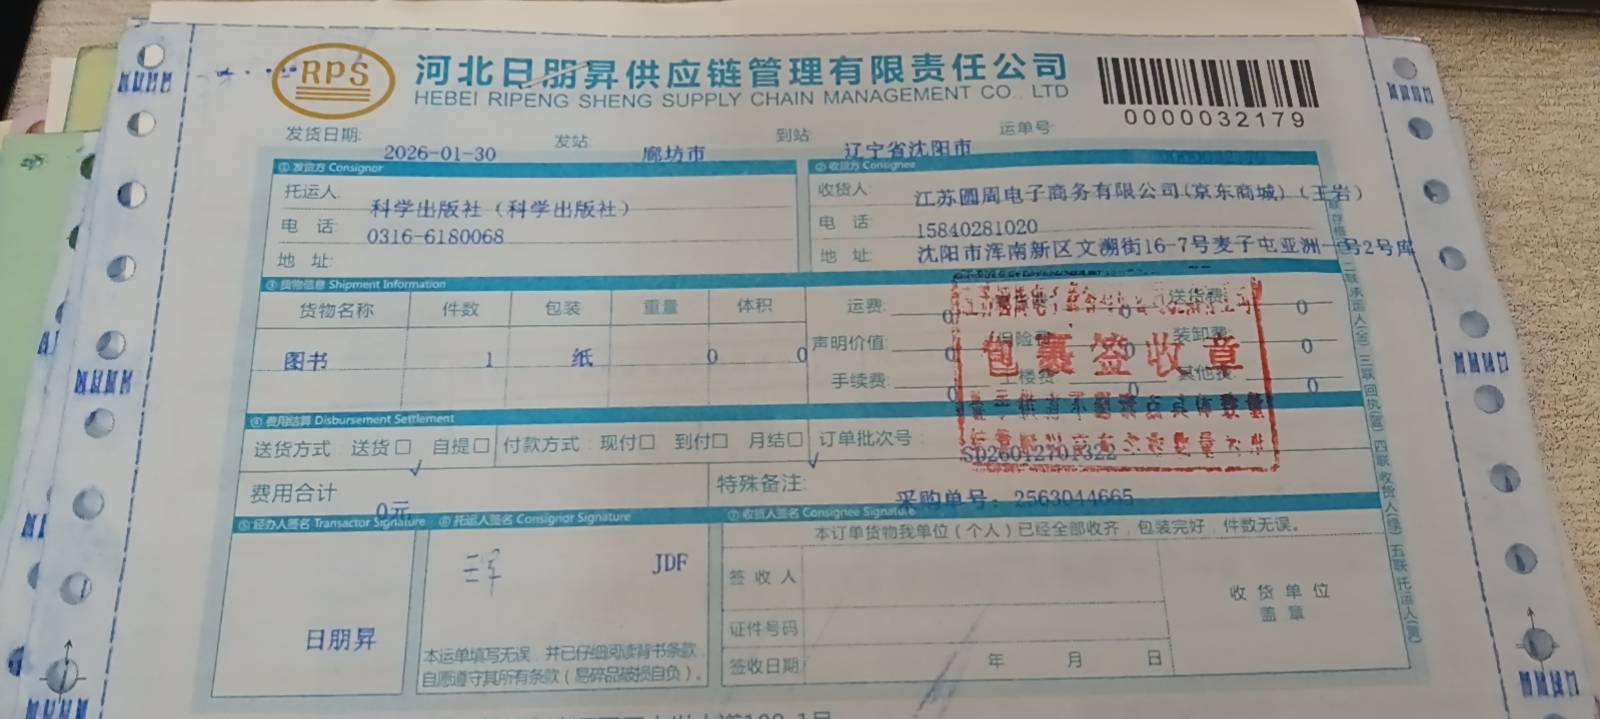 RPS
河北日朋昇供应链管理有限责任公司
HEBEI RIPENG SHENG SUPPLY CHAIN MANAGEMENT CO., LTD
0000032179
发货日期: 2026-01-30 发站: 廊坊市 到站: 辽宁省沈阳市 运单号:
①发货方 Consignor
托运人: 科学出版社（科学出版社）
电 话: 0316-6180068
地 址:
②收货方 Consignee
收货人: 江苏圆周电子商务有限公司(京东商城)（王岩）
电 话: 15840281020
地 址: 沈阳市浑南新区文溯街16-7号麦子屯亚洲一号2号库
③货物信息 Shipment Information
货物名称 件数 包装 重量 体积
图书 1 纸 0 0
运费: 0 0 送货费: 0
声明价值: 0 保险费: 0 装卸费: 0
手续费: 0 上楼费: 0 其他费: 0
包裹签收章
④费用结算 Disbursement Settlement
送货方式: 送货□ 自提□ 付款方式: 现付□ 到付□ 月结□ 订单批次号:
费用合计 0元
特殊备注: 采购单号: 2563044665
⑤经办人签名 Transactor Signature
日朋昇
⑥托运人签名 Consignor Signature
JDF
本运单填写无误，并已仔细阅读背书条款，
自愿遵守其所有条款（易碎品破损自负）。
⑦收货人签名 Consignee Signature
本订单货物我单位（个人）已经全部收齐，包装完好，件数无误。
签收人
证件号码
签收日期 年 月 日
收货单位
盖章